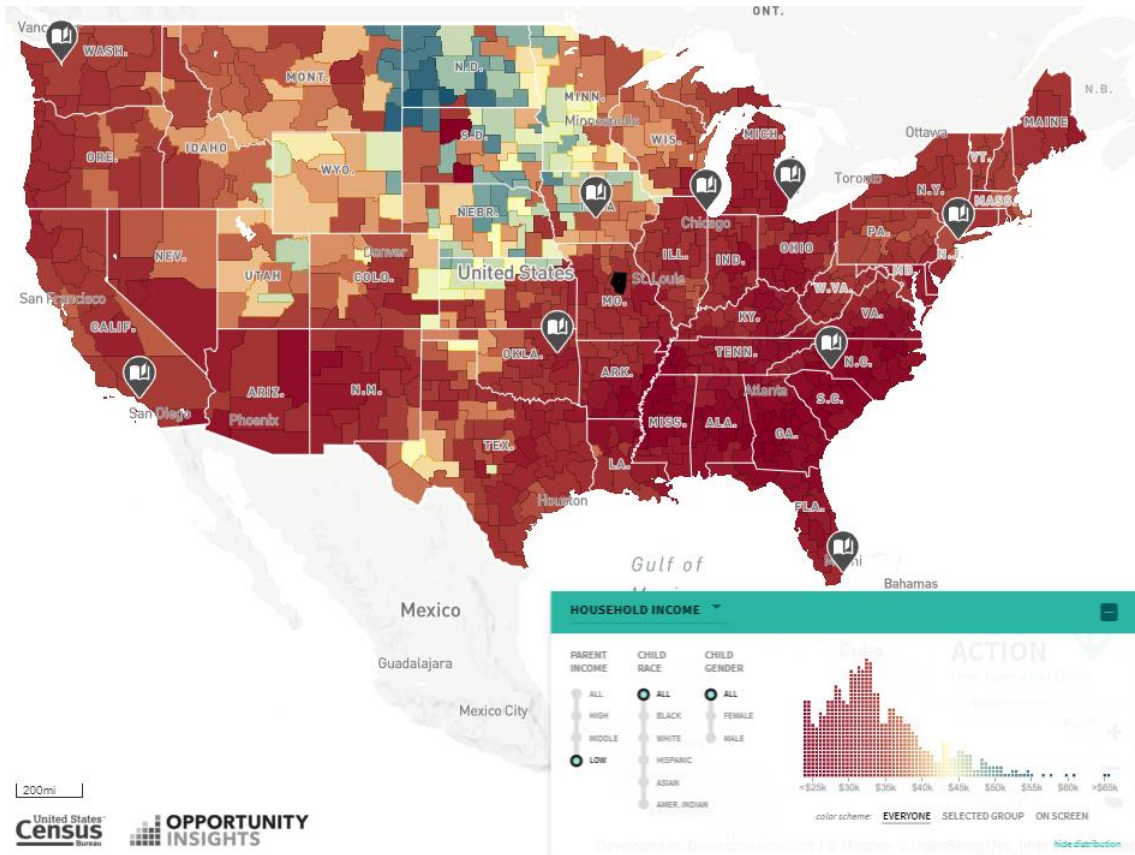 ONT.
Vanc
WASH.
MONT.
N.D.
MINN.
Minneapolis
N.B.
MAINE
Ottawa
VT.
ORE.
IDAHO
WYO.
S.D.
WIS.
MICH.
Toronto
N.Y.
MASS.
NEBR.
Chicago
PA.
N.J.
NEV.
UTAH
Denver
COLO.
United States
ILL.
IND.
OHIO
MD.
San Francisco
CALIF.
MO.
St. Louis
W.VA.
VA.
KY.
OKLA.
TENN.
N.C.
San Diego
ARIZ.
Phoenix
N.M.
ARK.
Atlanta
S.C.
MISS.
ALA.
GA.
TEX.
LA.
Houston
FLA.
Gulf of
Bahamas
Mexico
Guadalajara
Mexico City
HOUSEHOLD INCOME
PARENT INCOME
ALL
HIGH
MIDDLE
LOW
CHILD RACE
ALL
BLACK
WHITE
HISPANIC
ASIAN
AMER. INDIAN
CHILD GENDER
ALL
FEMALE
MALE
ACTION
<$25k $30k $35k $40k $45k $50k $55k $60k >$65k
color scheme: EVERYONE SELECTED GROUP ON SCREEN
hide distribution
200mi
United States®
Census
Bureau
OPPORTUNITY
INSIGHTS